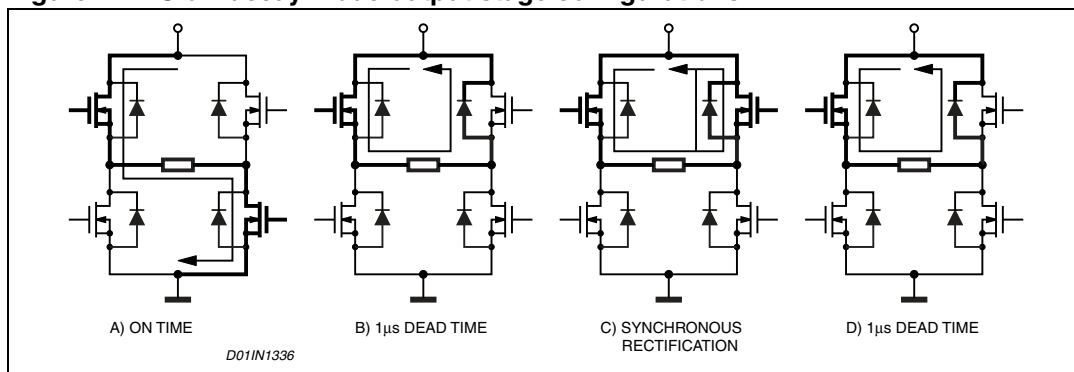 A) ON TIME
B) 1μs DEAD TIME
C) SYNCHRONOUS
RECTIFICATION
D) 1μs DEAD TIME
D01IN1336